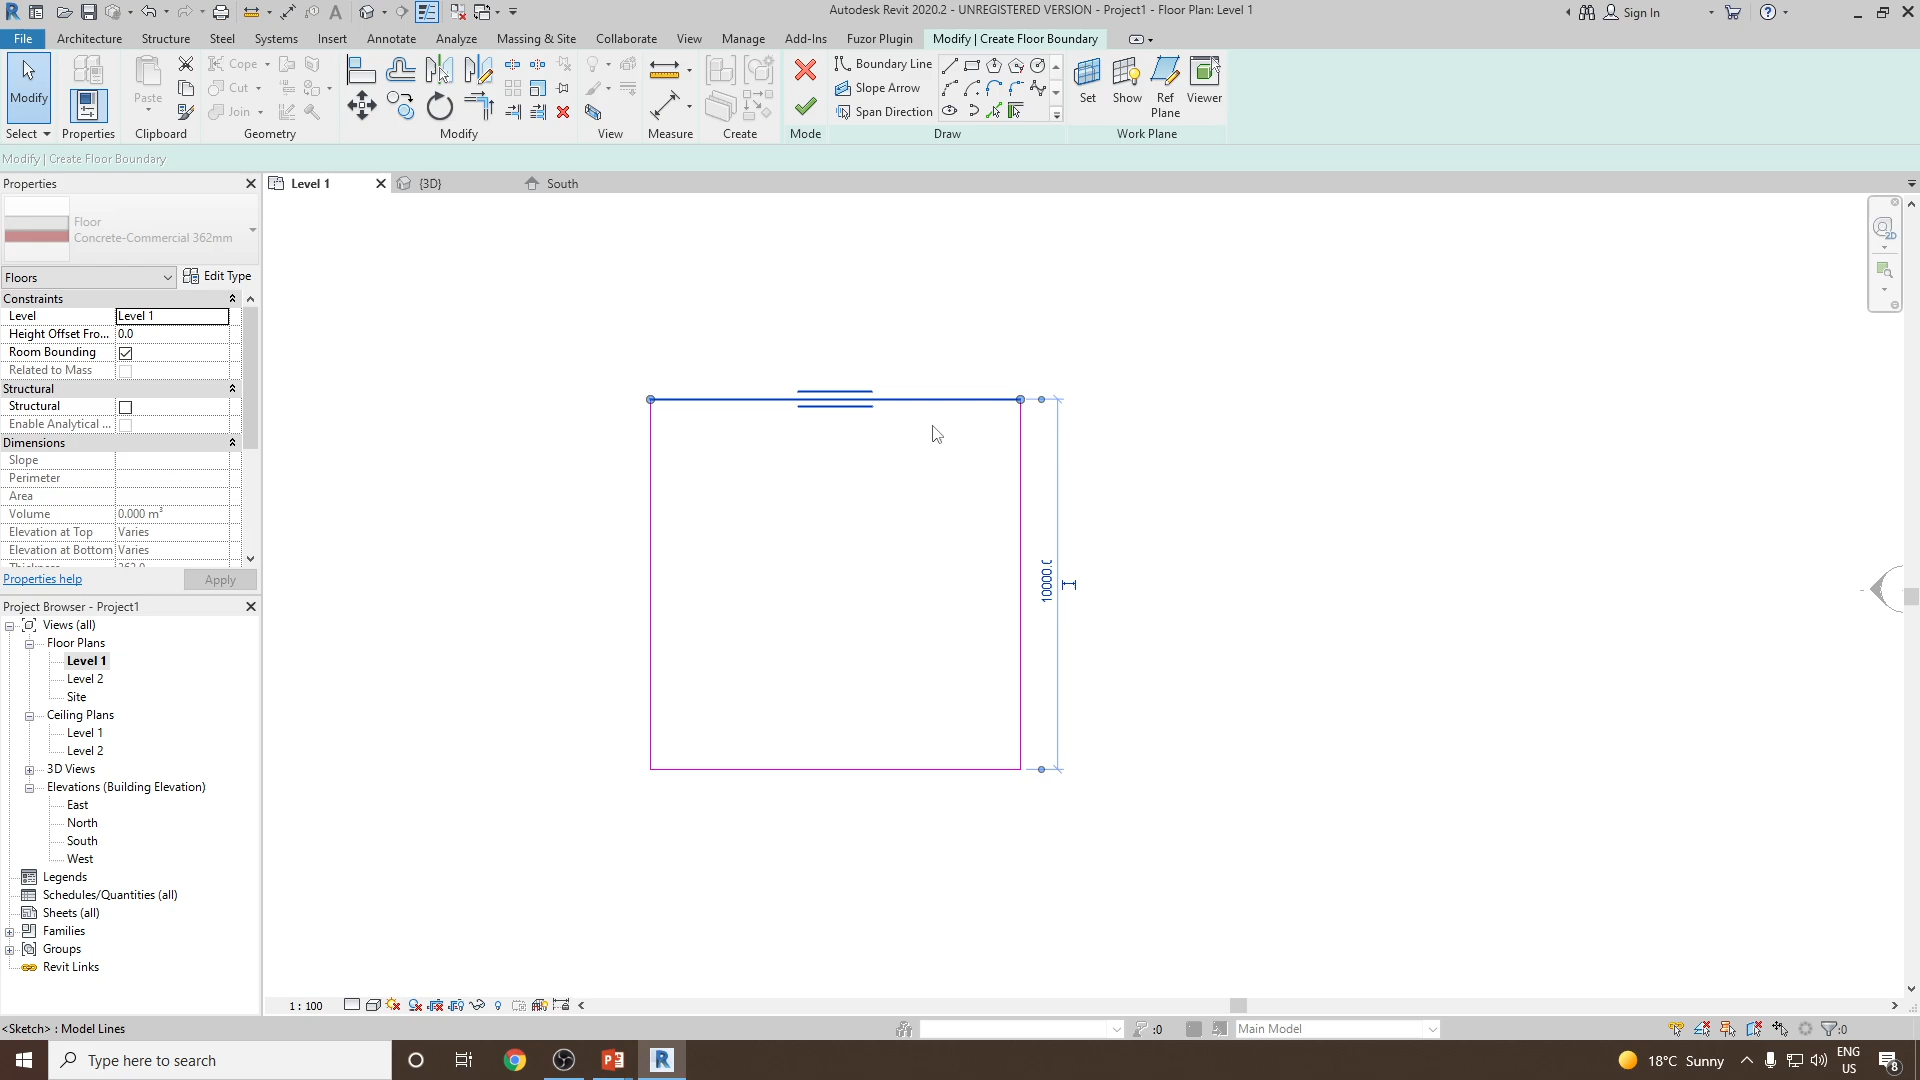 Autodesk Revit 2020.2 - UNREGISTERED VERSION - Project1 - Floor Plan: Level 1
Sign In
File Architecture Structure Steel Systems Insert Annotate Analyze Massing & Site Collaborate View Manage Add-Ins Fuzor Plugin Modify | Create Floor Boundary
Modify
Paste
Cope
Cut
Join
Boundary Line
Slope Arrow
Span Direction
Set
Show
Ref
Plane
Viewer
Select Properties Clipboard Geometry Modify View Measure Create Mode Draw Work Plane
Modify | Create Floor Boundary
Properties
Level 1
{3D}
South
Floor
Concrete-Commercial 362mm
Floors
Edit Type
Constraints
Level Level 1
Height Offset Fro... 0.0
Room Bounding
Related to Mass
Structural
Structural
Enable Analytical ...
Dimensions
Slope
Perimeter
Area
Volume 0.000 m³
Elevation at Top Varies
Elevation at Bottom Varies
Properties help
Apply
10000.0
2D
Project Browser - Project1
Views (all)
Floor Plans
Level 1
Level 2
Site
Ceiling Plans
Level 1
Level 2
3D Views
Elevations (Building Elevation)
East
North
South
West
Legends
Schedules/Quantities (all)
Sheets (all)
Families
Groups
Revit Links
1 : 100
<Sketch> : Model Lines
:0
Main Model
:0
Type here to search
18°C Sunny
ENG
US
8